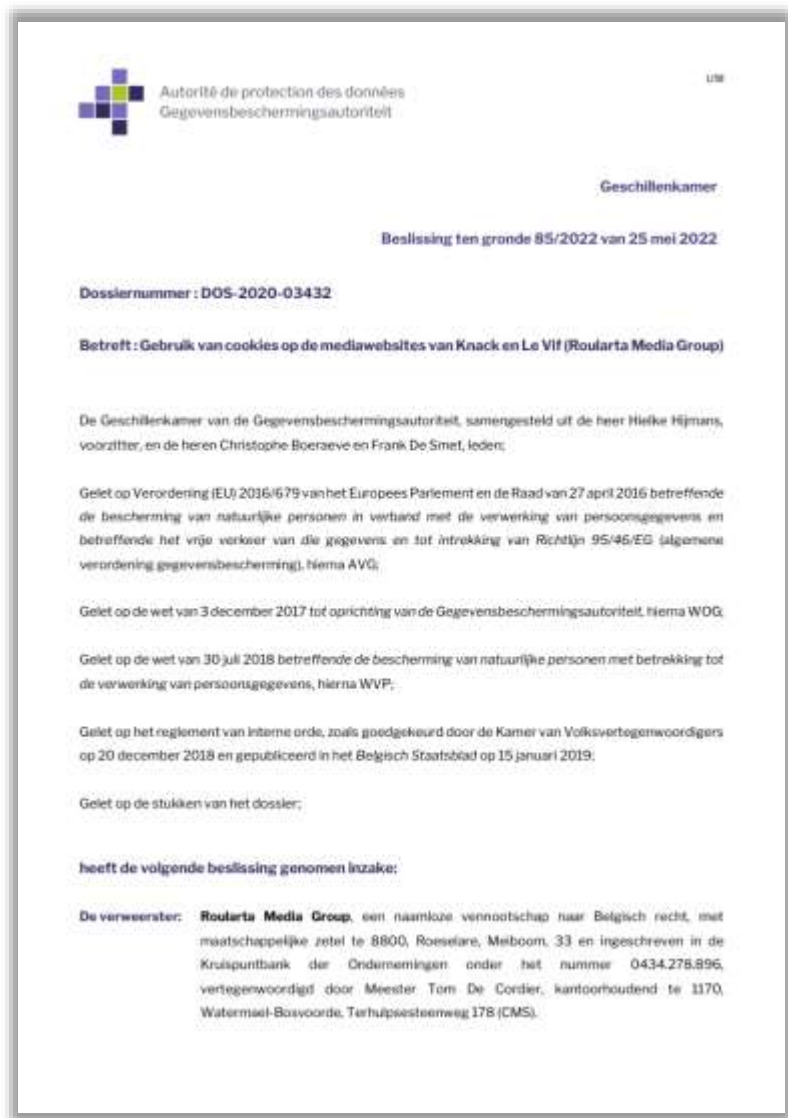 Autorité de protection des données
Gegevensbeschermingsautoriteit
Geschillenkamer
Beslissing ten gronde 85/2022 van 25 mei 2022
Dossiernummer : DOS-2020-03432
Betreft : Gebruik van cookies op de mediawebsites van Knack en Le Vif (Roularta Media Group)
De Geschillenkamer van de Gegevensbeschermingsautoriteit, samengesteld uit de heer Hielke Hijmans,
voorzitter, en de heren Christophe Boeraeve en Frank De Smet, leden;
Gelet op Verordening (EU) 2016/679 van het Europees Parlement en de Raad van 27 april 2016 betreffende
de bescherming van natuurlijke personen in verband met de verwerking van persoonsgegevens en
betreffende het vrije verkeer van die gegevens en tot intrekking van Richtlijn 95/46/EG (algemene
verordening gegevensbescherming), hierna AVG;
Gelet op de wet van 3 december 2017 tot oprichting van de Gegevensbeschermingsautoriteit, hierna WOG;
Gelet op de wet van 30 juli 2018 betreffende de bescherming van natuurlijke personen met betrekking tot
de verwerking van persoonsgegevens, hierna WVP;
Gelet op het reglement van interne orde, zoals goedgekeurd door de Kamer van Volksvertegenwoordigers
op 20 december 2018 en gepubliceerd in het Belgisch Staatsblad op 15 januari 2019;
Gelet op de stukken van het dossier;
heeft de volgende beslissing genomen inzake:
De verweerster: Roularta Media Group, een naamloze vennootschap naar Belgisch recht, met
maatschappelijke zetel te 8800, Roeselare, Meiboom, 33 en ingeschreven in de
Kruispuntbank der Ondernemingen onder het nummer 0434.278.896,
vertegenwoordigd door Meester Tom De Cordier, kantoorhoudend te 1170,
Watermael-Bosvoorde, Terhulpsesteenweg 178 (CMS).